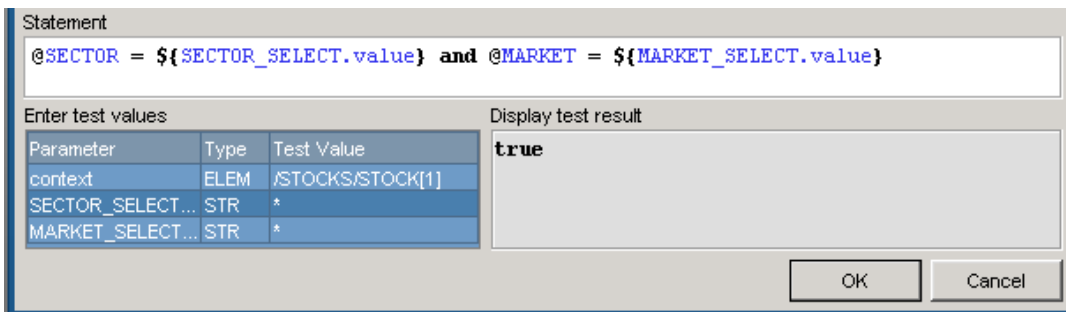 Statement
@SECTOR = ${SECTOR_SELECT.value} and @MARKET = ${MARKET_SELECT.value}
Enter test values
Display test result
Parameter Type Test Value
true
context ELEM /STOCKS/STOCK[1]
SECTOR_SELECT... STR *
MARKET_SELECT... STR *
OK Cancel